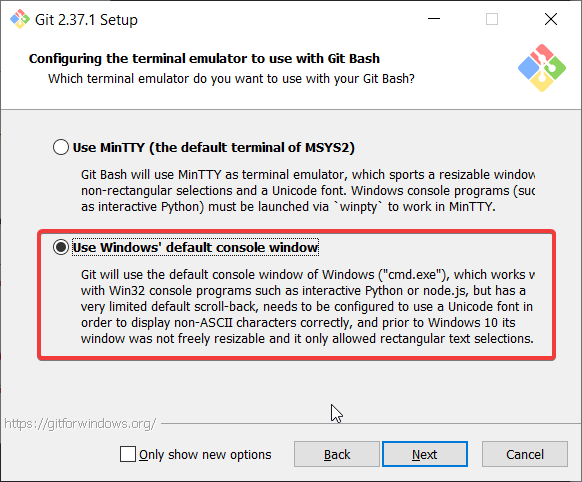 Git 2.37.1 Setup
Configuring the terminal emulator to use with Git Bash
Which terminal emulator do you want to use with your Git Bash?
Use MinTTY (the default terminal of MSYS2)
Git Bash will use MinTTY as terminal emulator, which sports a resizable window
non-rectangular selections and a Unicode font. Windows console programs (suc
as interactive Python) must be launched via `winpty` to work in MinTTY.
Use Windows' default console window
Git will use the default console window of Windows ("cmd.exe"), which works w
with Win32 console programs such as interactive Python or node.js, but has a
very limited default scroll-back, needs to be configured to use a Unicode font in
order to display non-ASCII characters correctly, and prior to Windows 10 its
window was not freely resizable and it only allowed rectangular text selections.
https://gitforwindows.org/
Only show new options
Back
Next
Cancel